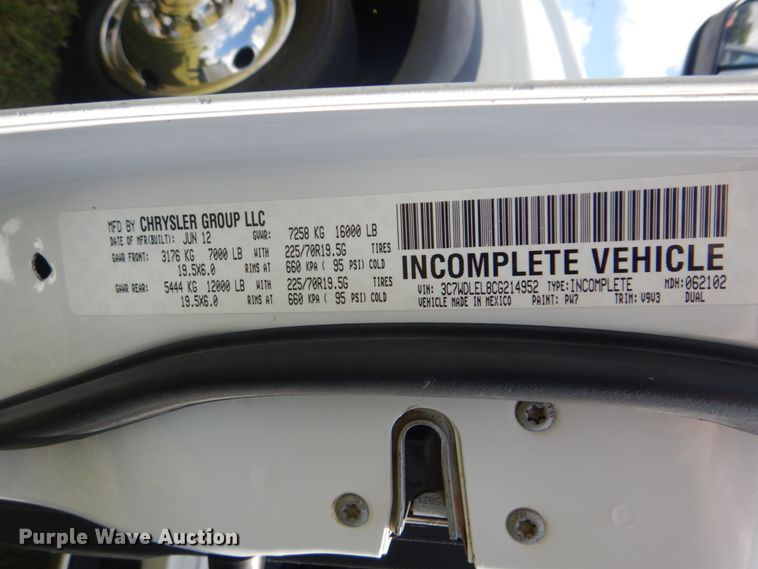 MFD BY CHRYSLER GROUP LLC
DATE OF MFR(BUILT): JUN 12 GVWR: 7258 KG 16000 LB
GAWR FRONT: 3176 KG 7000 LB WITH 225/70R19.5G TIRES
19.5X6.0 RIMS AT 660 KPA ( 95 PSI) COLD
GAWR REAR: 5444 KG 12000 LB WITH 225/70R19.5G TIRES
19.5X6.0 RIMS AT 660 KPA ( 95 PSI) COLD
INCOMPLETE VEHICLE
VIN: 3C7WDLEL8CG214952 TYPE: INCOMPLETE MDH: 062102
VEHICLE MADE IN MEXICO PAINT: PW7 TRIM: V9V3 DUAL
Purple Wave Auction